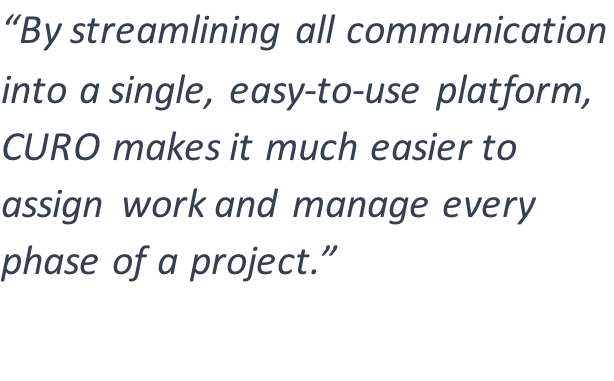 “By streamlining all communication
into a single, easy-to-use platform,
CURO makes it much easier to
assign work and manage every
phase of a project.”